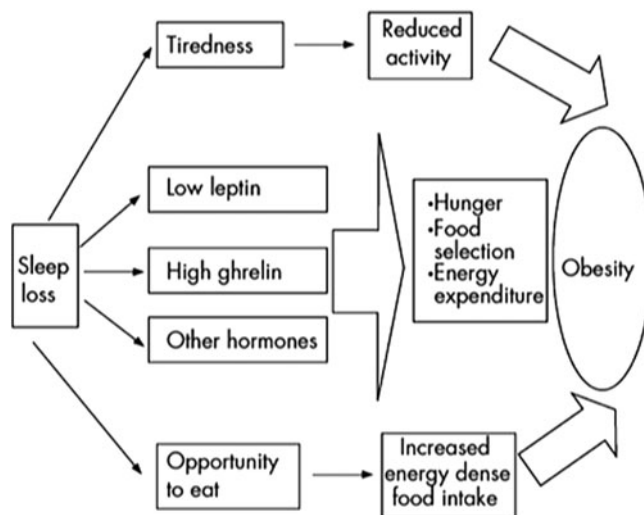 Tiredness
Reduced
activity
Low leptin
•Hunger
•Food
selection
•Energy
expenditure
Sleep
loss
High ghrelin
Obesity
Other hormones
Opportunity
to eat
Increased
energy dense
food intake